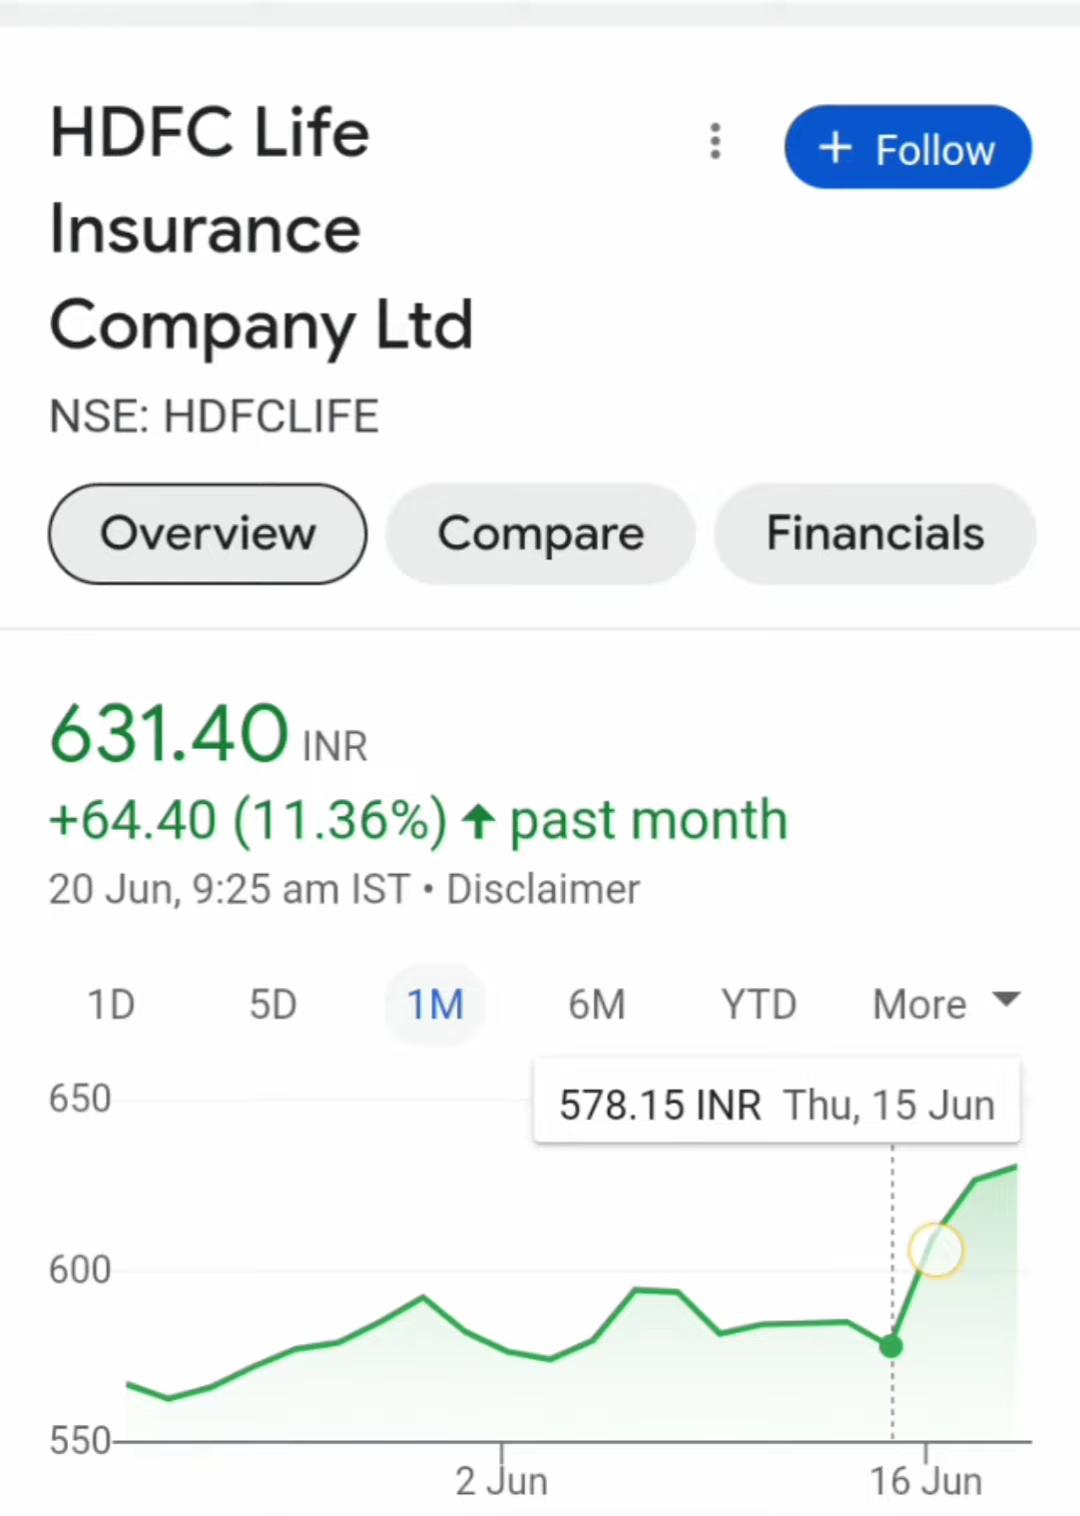 HDFC Life
Insurance
Company Ltd
+ Follow
NSE: HDFCLIFE
Overview Compare Financials
631.40 INR
+64.40 (11.36%) ↑ past month
20 Jun, 9:25 am IST • Disclaimer
1D 5D 1M 6M YTD More
578.15 INR Thu, 15 Jun
650
600
550
2 Jun 16 Jun